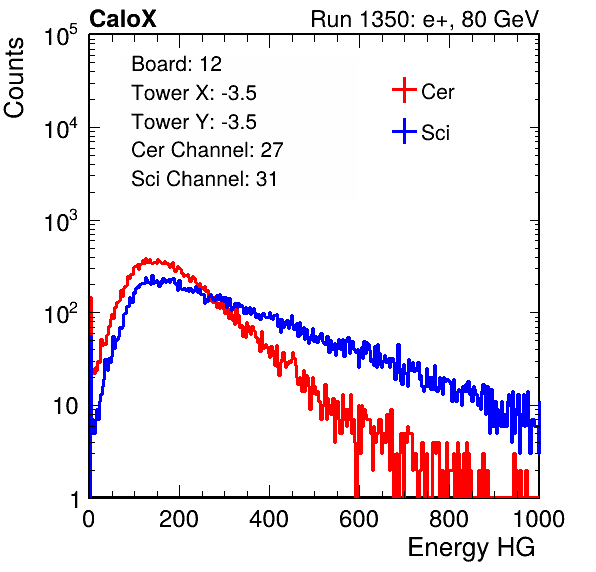 CaloX Run 1350: e+, 80 GeV
Counts
Board: 12
Tower X: -3.5
Tower Y: -3.5
Cer Channel: 27
Sci Channel: 31
Cer
Sci
10^5
10^4
10^3
10^2
10
1
0 200 400 600 800 1000
Energy HG